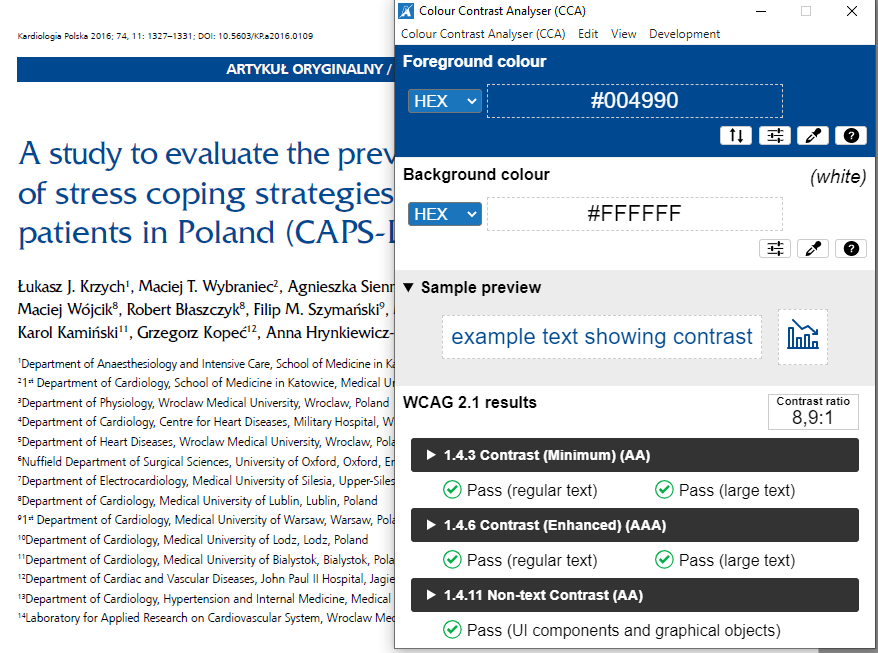 Kardiologia Polska 2016; 74, 11: 1327–1331; DOI: 10.5603/KP.a2016.0109
ARTYKUŁ ORYGINALNY /
A study to evaluate the prev
of stress coping strategies
patients in Poland (CAPS-L
Łukasz J. Krzych¹, Maciej T. Wybraniec², Agnieszka Sienn
Maciej Wójcik⁸, Robert Błaszczyk⁸, Filip M. Szymański⁹,
Karol Kamiński¹¹, Grzegorz Kopeć¹², Anna Hrynkiewicz-
¹Department of Anaesthesiology and Intensive Care, School of Medicine in Ka
²1ˢᵗ Department of Cardiology, School of Medicine in Katowice, Medical Un
³Department of Physiology, Wroclaw Medical University, Wroclaw, Poland
⁴Department of Cardiology, Centre for Heart Diseases, Military Hospital, W
⁵Department of Heart Diseases, Wroclaw Medical University, Wroclaw, Pola
⁶Nuffield Department of Surgical Sciences, University of Oxford, Oxford, En
⁷Department of Electrocardiology, Medical University of Silesia, Upper-Siles
⁸Department of Cardiology, Medical University of Lublin, Lublin, Poland
⁹1ˢᵗ Department of Cardiology, Medical University of Warsaw, Warsaw, Pola
¹⁰Department of Cardiology, Medical University of Lodz, Lodz, Poland
¹¹Department of Cardiology, Medical University of Bialystok, Bialystok, Pola
¹²Department of Cardiac and Vascular Diseases, John Paul II Hospital, Jagie
¹³Department of Cardiology, Hypertension and Internal Medicine, Medical
¹⁴Laboratory for Applied Research on Cardiovascular System, Wroclaw Med
Colour Contrast Analyser (CCA)
Colour Contrast Analyser (CCA) Edit View Development
Foreground colour
HEX #004990
Background colour (white)
HEX #FFFFFF
Sample preview
example text showing contrast
WCAG 2.1 results
Contrast ratio
8,9:1
1.4.3 Contrast (Minimum) (AA)
Pass (regular text) Pass (large text)
1.4.6 Contrast (Enhanced) (AAA)
Pass (regular text) Pass (large text)
1.4.11 Non-text Contrast (AA)
Pass (UI components and graphical objects)